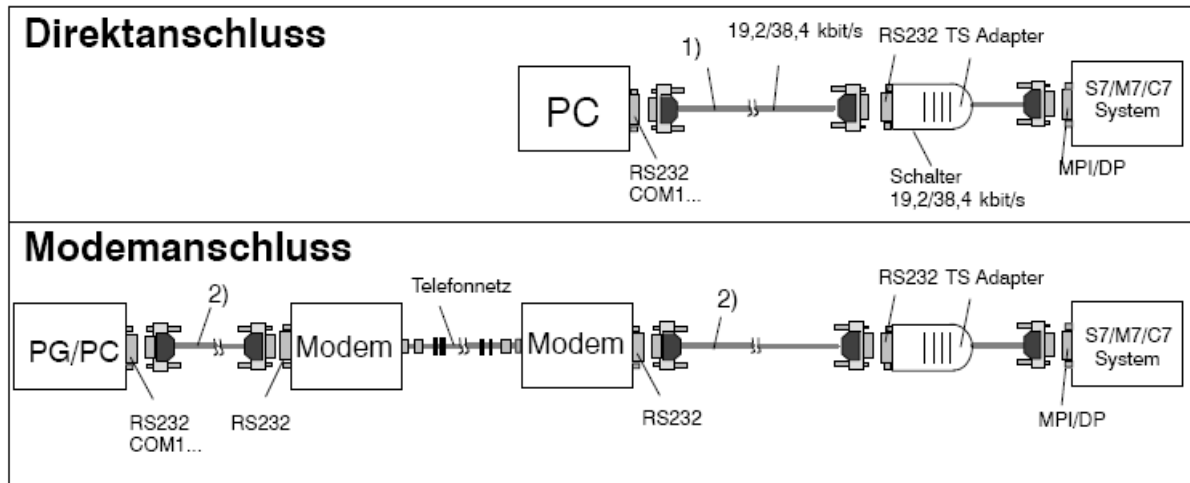 Direktanschluss
1)
19,2/38,4 kbit/s
RS232 TS Adapter
PC
S7/M7/C7
System
RS232
COM1...
Schalter
19,2/38,4 kbit/s
MPI/DP
Modemanschluss
2)
Telefonnetz
2)
RS232 TS Adapter
PG/PC
Modem
Modem
S7/M7/C7
System
RS232
COM1...
RS232
RS232
MPI/DP